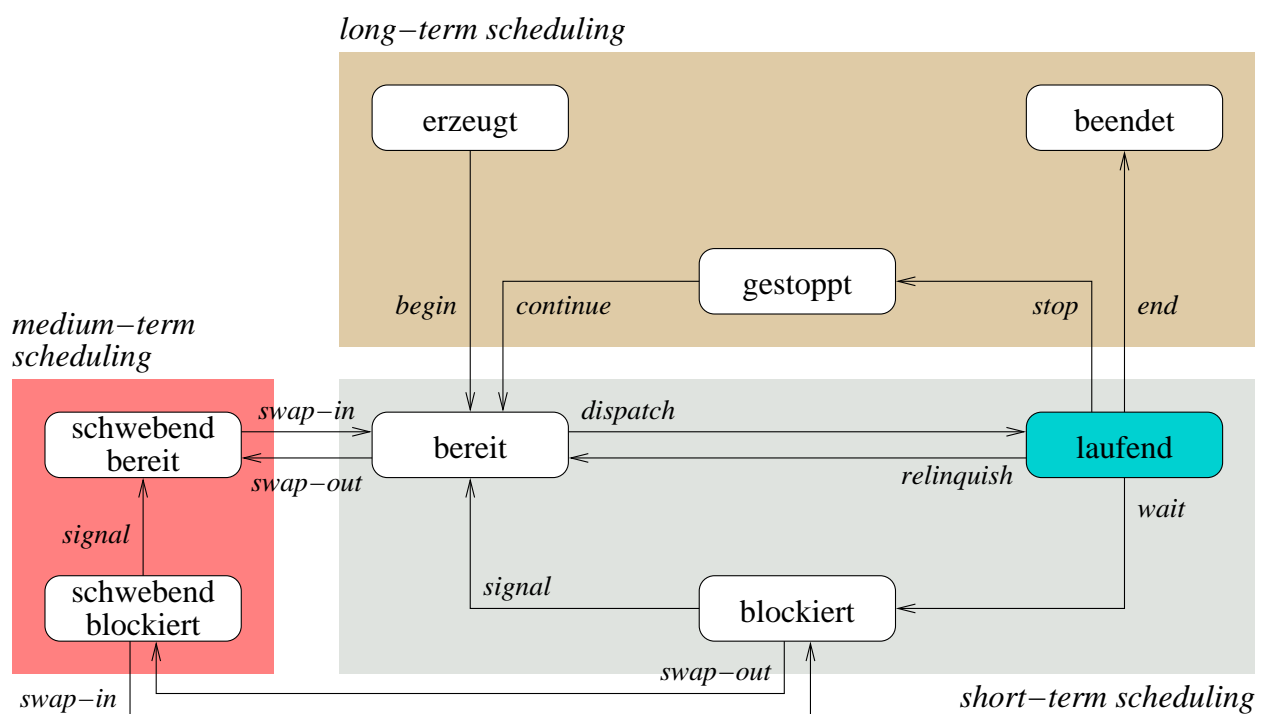 long−term scheduling
erzeugt
beendet
gestoppt
begin
continue
stop
end
medium−term
scheduling
swap−in
dispatch
schwebend
bereit
bereit
laufend
swap−out
relinquish
wait
signal
signal
schwebend
blockiert
blockiert
swap−out
swap−in
short−term scheduling